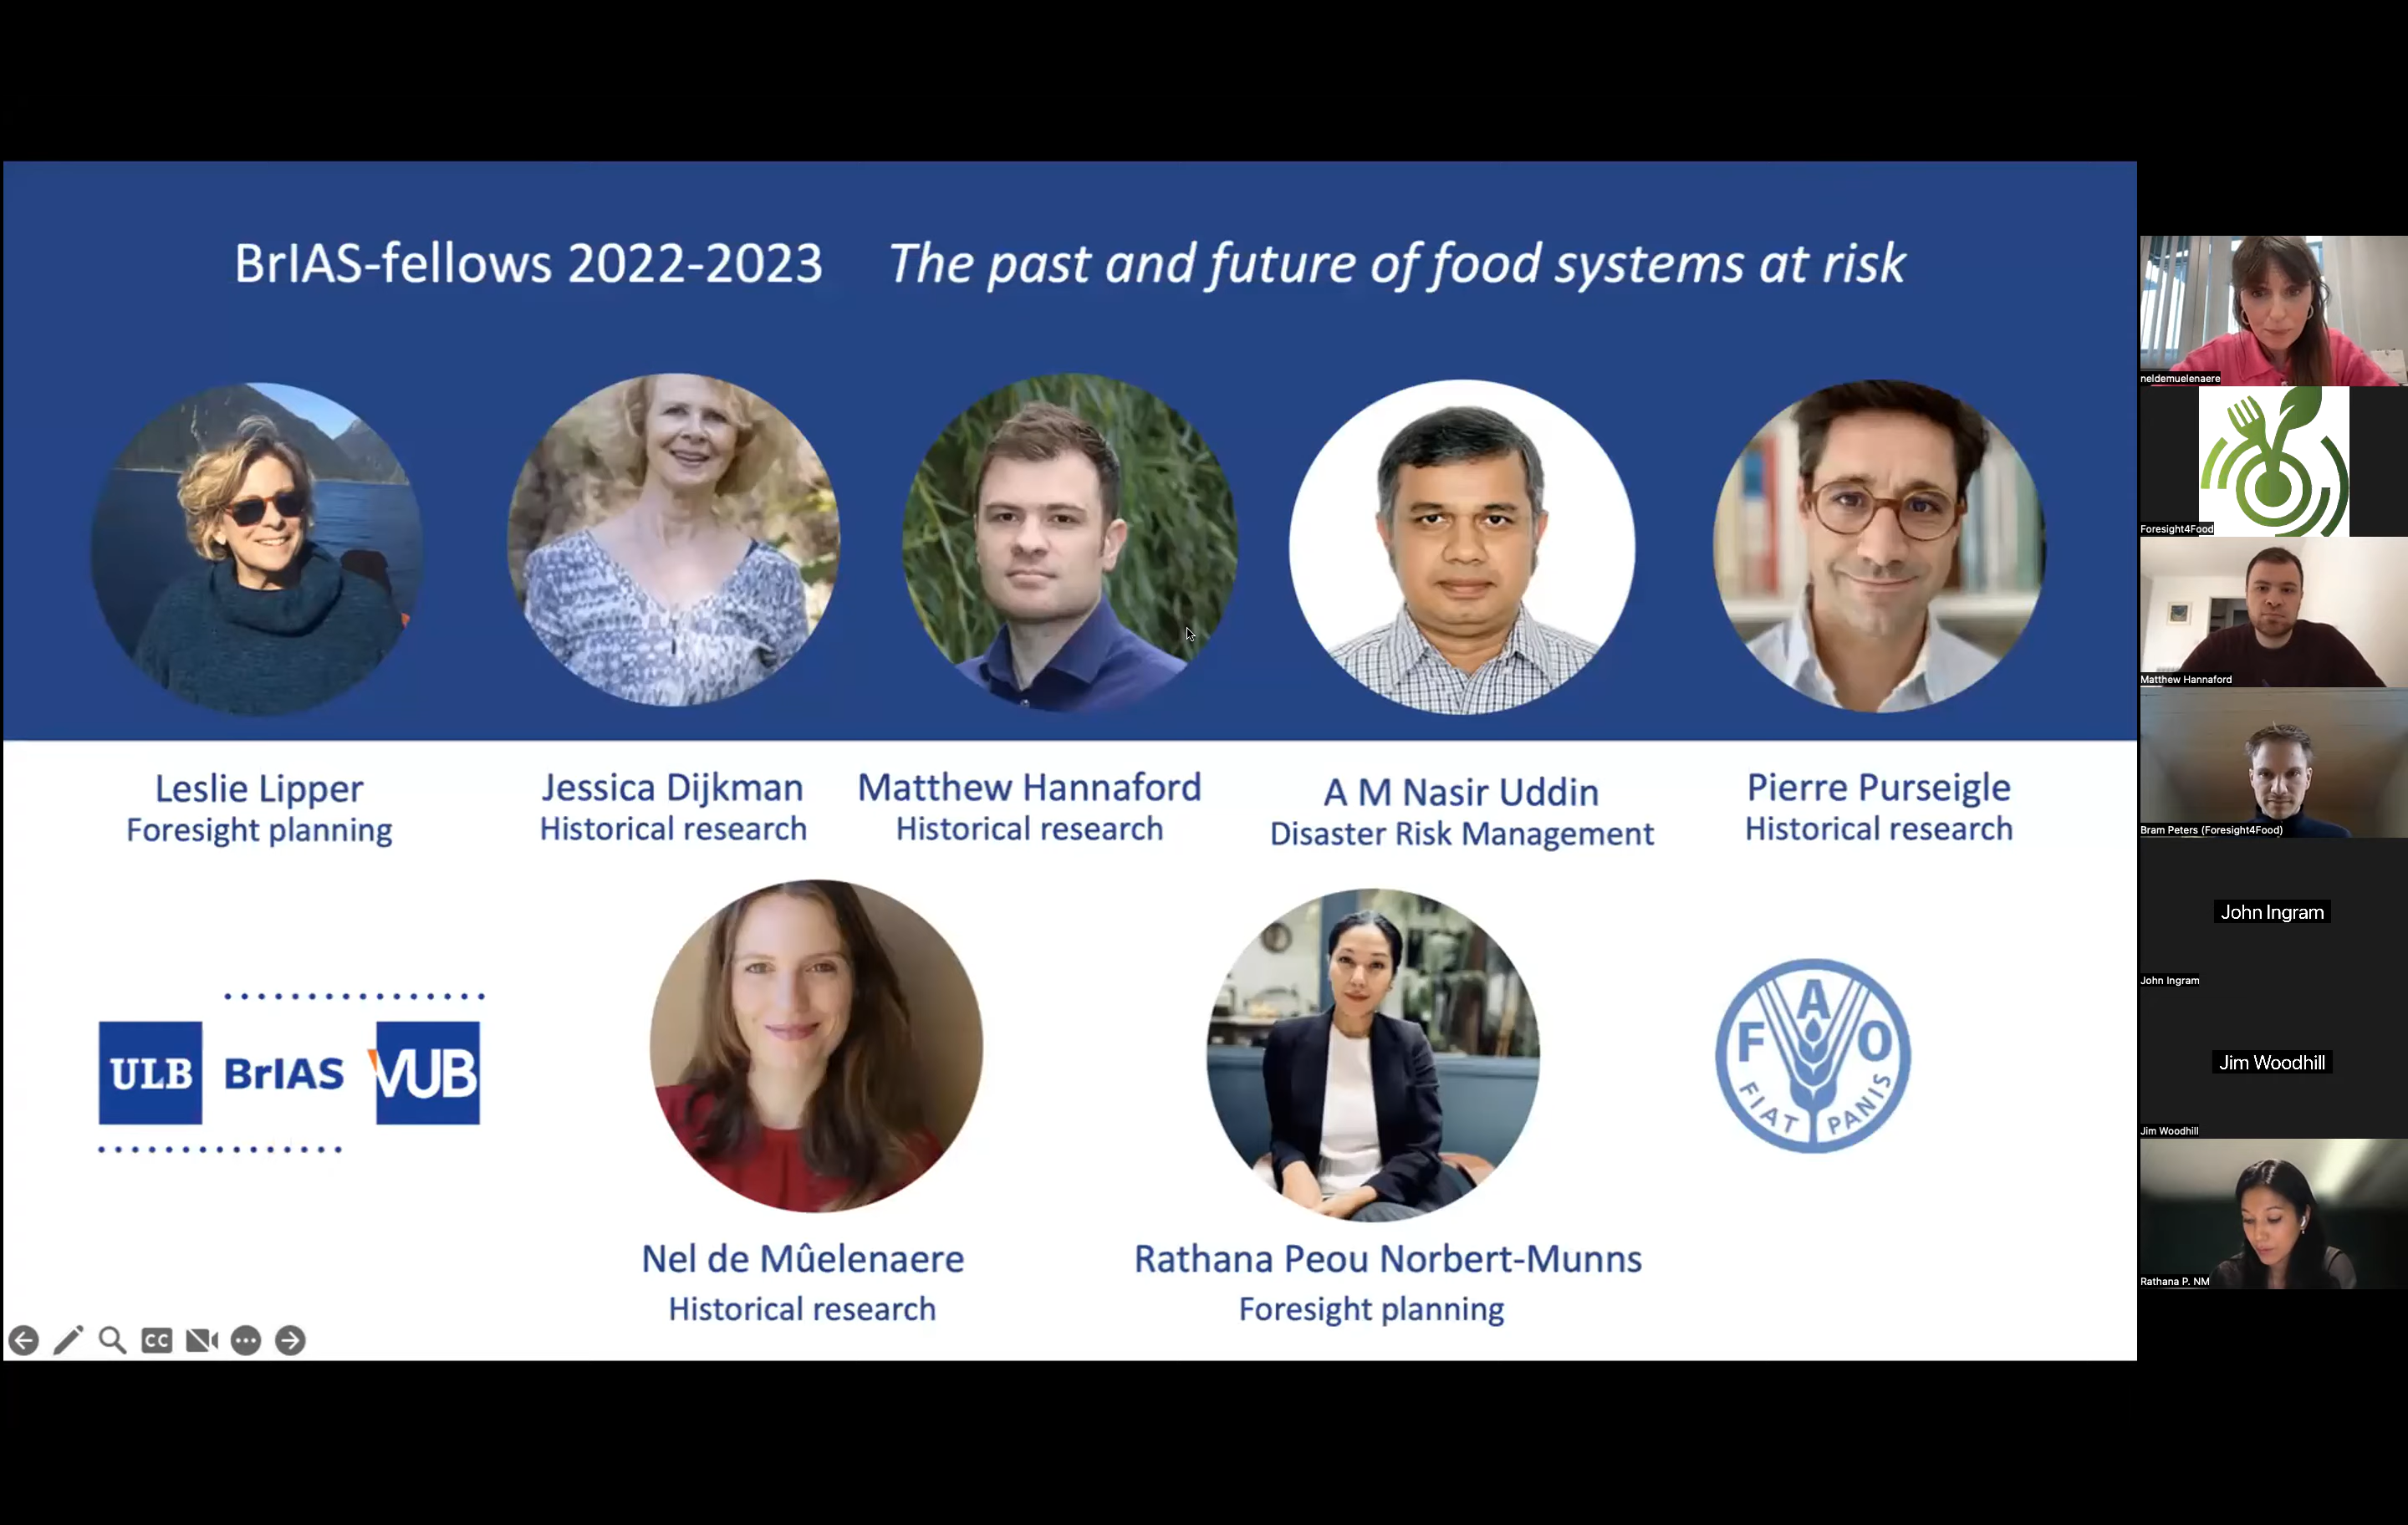 BrIAS-fellows 2022-2023 The past and future of food systems at risk
Leslie Lipper
Foresight planning
Jessica Dijkman
Historical research
Matthew Hannaford
Historical research
A M Nasir Uddin
Disaster Risk Management
Pierre Purseigle
Historical research
ULB BrIAS VUB
Nel de Mûelenaere
Historical research
Rathana Peou Norbert-Munns
Foresight planning
F A O
FIAT PANIS
CC
neldemuelenaere
Foresight4Food
Matthew Hannaford
Bram Peters (Foresight4Food)
John Ingram
John Ingram
Jim Woodhill
Jim Woodhill
Rathana P. NM